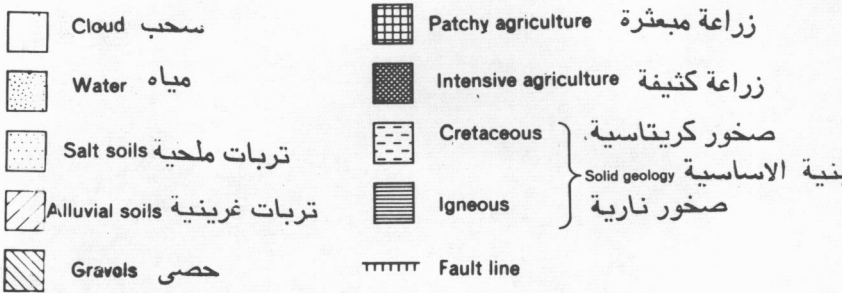 Cloud سحب
Water مياه
Salt soils تربات ملحية
Alluvial soils تربات غرينية
Gravels حصى
Patchy agriculture زراعة مبعثرة
Intensive agriculture زراعة كثيفة
Cretaceous صخور كريتاسية
Solid geology الاساسية
Igneous صخور نارية
Fault line